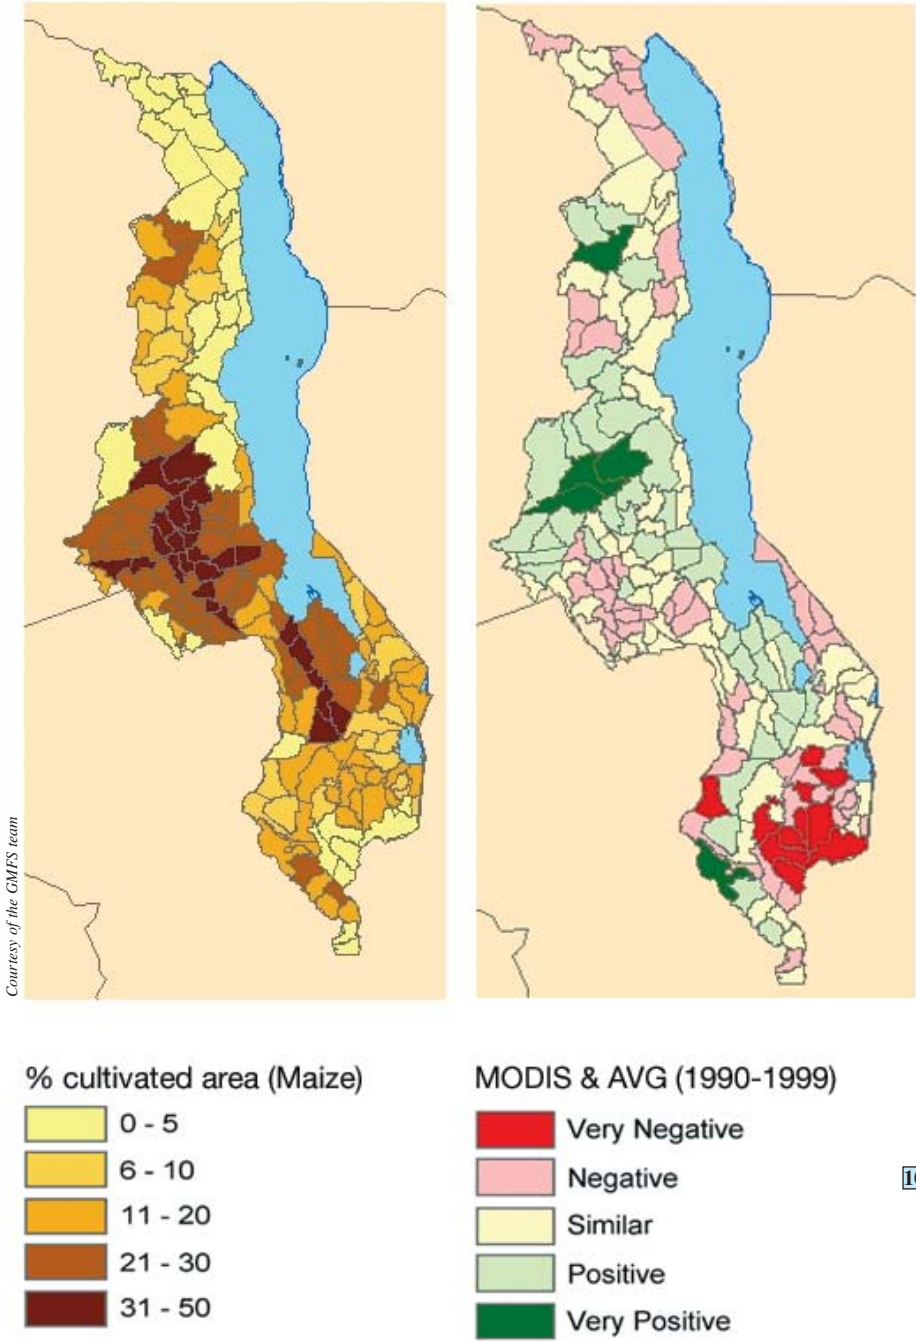 Courtesy of the GMFS team
% cultivated area (Maize)
0 - 5
6 - 10
11 - 20
21 - 30
31 - 50
MODIS & AVG (1990-1999)
Very Negative
Negative
Similar
Positive
Very Positive